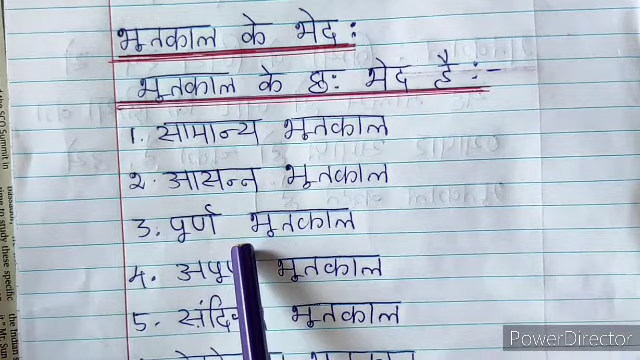 भूतकाल के भेद :
भूतकाल के छः भेद है :-
1. सामान्य भूतकाल
2. आसन्न भूतकाल
3. पूर्ण भूतकाल
4. भूतकाल
5. भूतकाल
PowerDirector